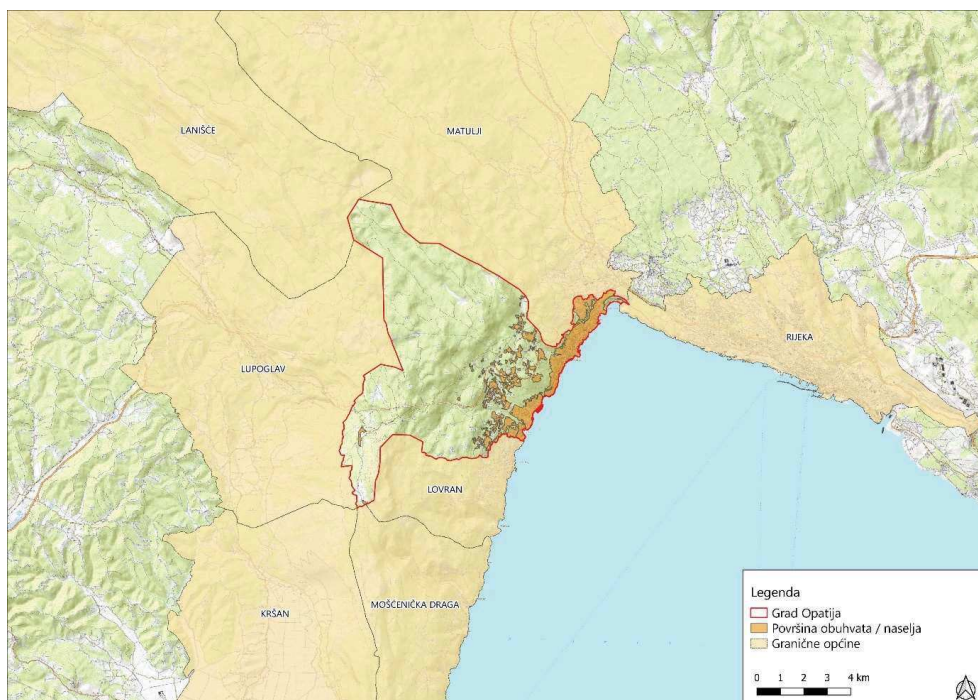 LANIŠĆE
MATULJI
RIJEKA
LUPOGLAV
LOVRAN
KRŠAN
MOŠĆENIČKA DRAGA
Legenda
Grad Opatija
Površina obuhvata / naselja
Granične općine
0 1 2 3 4 km